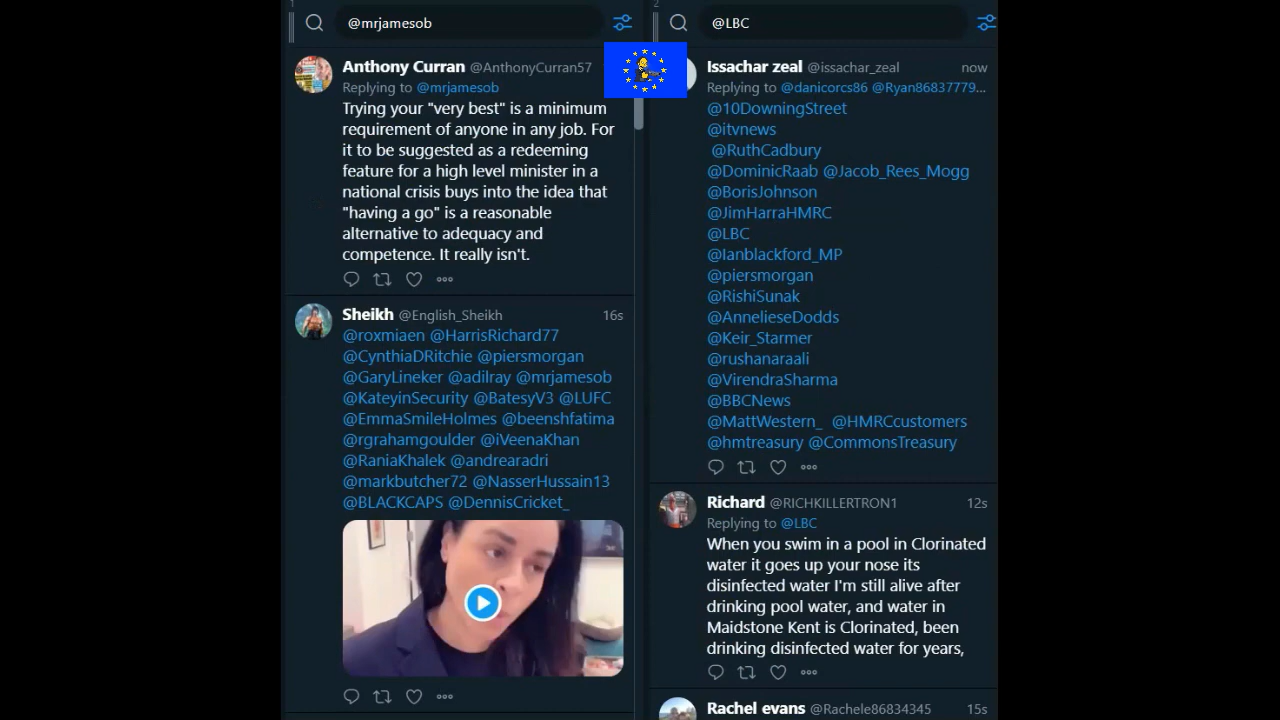 1
@mrjamesob
Anthony Curran @AnthonyCurran57
Replying to @mrjamesob
Trying your "very best" is a minimum
requirement of anyone in any job. For
it to be suggested as a redeeming
feature for a high level minister in a
national crisis buys into the idea that
"having a go" is a reasonable
alternative to adequacy and
competence. It really isn't.
Sheikh @English_Sheikh 16s
@roxmiaen @HarrisRichard77
@CynthiaDRitchie @piersmorgan
@GaryLineker @adilray @mrjamesob
@KateyinSecurity @BatesyV3 @LUFC
@EmmaSmileHolmes @beenshfatima
@rgrahamgoulder @iVeenaKhan
@RaniaKhalek @andrearadri
@markbutcher72 @NasserHussain13
@BLACKCAPS @DennisCricket_
2
@LBC
Issachar zeal @issachar_zeal now
Replying to @danicorcs86 @Ryan86837779...
@10DowningStreet
@itvnews
@RuthCadbury
@DominicRaab @Jacob_Rees_Mogg
@BorisJohnson
@JimHarraHMRC
@LBC
@Ianblackford_MP
@piersmorgan
@RishiSunak
@AnnelieseDodds
@Keir_Starmer
@rushanaraali
@VirendraSharma
@BBCNews
@MattWestern_ @HMRCcustomers
@hmtreasury @CommonsTreasury
Richard @RICHKILLERTRON1 12s
Replying to @LBC
When you swim in a pool in Clorinated
water it goes up your nose its
disinfected water I'm still alive after
drinking pool water, and water in
Maidstone Kent is Clorinated, been
drinking disinfected water for years,
Rachel evans @Rachele86834345 15s